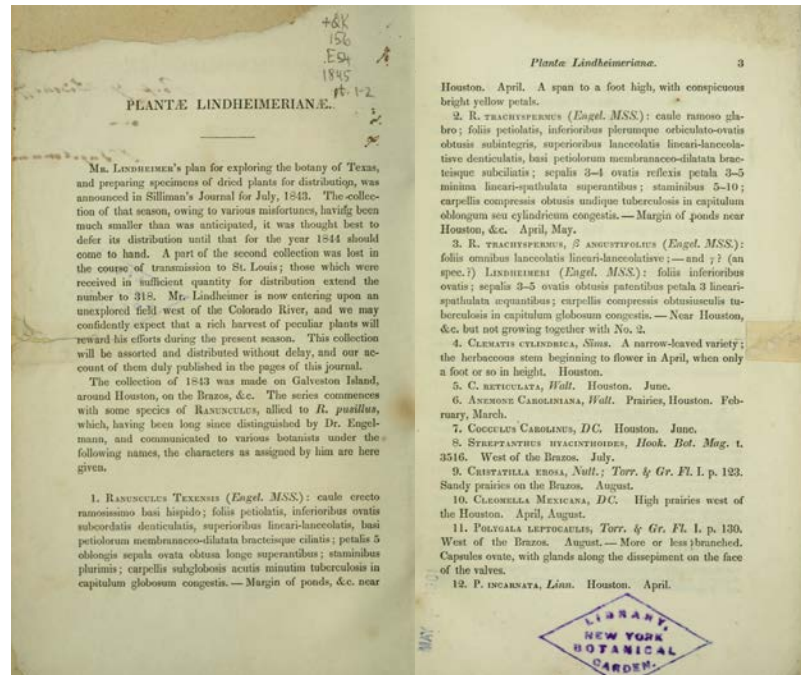 +QK
156
.E54
1845
pt. 1-2
PLANTÆ LINDHEIMERIANÆ.
Mr. Lindheimer's plan for exploring the botany of Texas,
and preparing specimens of dried plants for distribution, was
announced in Silliman's Journal for July, 1843. The collec-
tion of that season, owing to various misfortunes, having been
much smaller than was anticipated, it was thought best to
defer its distribution until that for the year 1844 should
come to hand. A part of the second collection was lost in
the course of transmission to St. Louis; those which were
received in sufficient quantity for distribution extend the
number to 318. Mr. Lindheimer is now entering upon an
unexplored field west of the Colorado River, and we may
confidently expect that a rich harvest of peculiar plants will
reward his efforts during the present season. This collection
will be assorted and distributed without delay, and our ac-
count of them duly published in the pages of this journal.
The collection of 1843 was made on Galveston Island,
around Houston, on the Brazos, &c. The series commences
with some species of Ranunculus, allied to R. pusillus,
which, having been long since distinguished by Dr. Engel-
mann, and communicated to various botanists under the
following names, the characters as assigned by him are here
given.
1. Ranunculus Texensis (Engel. MSS.): caule erecto
ramosissimo basi hispido; foliis petiolatis, inferioribus ovatis
subcordatis denticulatis, superioribus lineari-lanceolatis, basi
petiolorum membranaceo-dilatata bracteisque ciliatis; petalis 5
oblongis sepala ovata obtusa longe superantibus; staminibus
plurimis; carpellis subglobosis acutis minutim tuberculosis in
capitulum globosum congestis. — Margin of ponds, &c. near
Plantæ Lindheimerianæ. 3
Houston. April. A span to a foot high, with conspicuous
bright yellow petals.
2. R. trachyspermus (Engel. MSS.): caule ramoso gla-
bro; foliis petiolatis, inferioribus plerumque orbiculato-ovatis
obtusis subintegris, superioribus lanceolatis lineari-lanceola-
tisve denticulatis, basi petiolorum membranaceo-dilatata brac-
teisque subciliatis; sepalis 3–4 ovatis reflexis petala 3–5
minima lineari-spathulata superantibus; staminibus 5–10;
carpellis compressis obtusis undique tuberculosis in capitulum
oblongum seu cylindricum congestis. — Margin of ponds near
Houston, &c. April, May.
3. R. trachyspermus, β angustifolius (Engel. MSS.):
foliis omnibus lanceolatis lineari-lanceolatisve; — and γ? (an
spec.?) Lindheimeri (Engel. MSS.): foliis inferioribus
ovatis; sepalis 3–5 ovatis obtusis patentibus petala 3 lineari-
spathulata æquantibus; carpellis compressis obtusiusculis tu-
berculosis in capitulum globosum congestis. — Near Houston,
&c. but not growing together with No. 2.
4. Clematis cylindrica, Sims. A narrow-leaved variety;
the herbaceous stem beginning to flower in April, when only
a foot or so in height. Houston.
5. C. reticulata, Walt. Houston. June.
6. Anemone Caroliniana, Walt. Prairies, Houston. Feb-
ruary, March.
7. Cocculus Carolinus, DC. Houston. June.
8. Streptanthus hyacinthoides, Hook. Bot. Mag. t.
3516. West of the Brazos. July.
9. Cristatilla erosa, Nutt.; Torr. & Gr. Fl. I. p. 123.
Sandy prairies on the Brazos. August.
10. Cleomella Mexicana, DC. High prairies west of
the Houston. April, August.
11. Polygala leptocaulis, Torr. & Gr. Fl. I. p. 130.
West of the Brazos. August. — More or less branched.
Capsules ovate, with glands along the dissepiment on the face
of the valves.
12. P. incarnata, Linn. Houston. April.
MAY
LIBRARY,
NEW YORK
BOTANICAL
GARDEN.